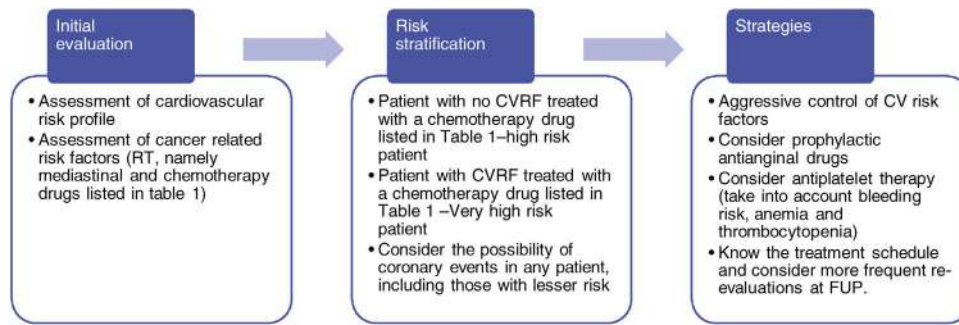 Initial
evaluation
• Assessment of cardiovascular
risk profile
• Assessment of cancer related
risk factors (RT, namely
mediastinal and chemotherapy
drugs listed in table 1)
Risk
stratification
• Patient with no CVRF treated
with a chemotherapy drug
listed in Table 1–high risk
patient
• Patient with CVRF treated with
a chemotherapy drug listed in
Table 1 –Very high risk
patient
• Consider the possibility of
coronary events in any patient,
including those with lesser risk
Strategies
• Aggressive control of CV risk
factors
• Consider prophylactic
antianginal drugs
• Consider antiplatelet therapy
(take into account bleeding
risk, anemia and
thrombocytopenia)
• Know the treatment schedule
and consider more frequent re-
evaluations at FUP.